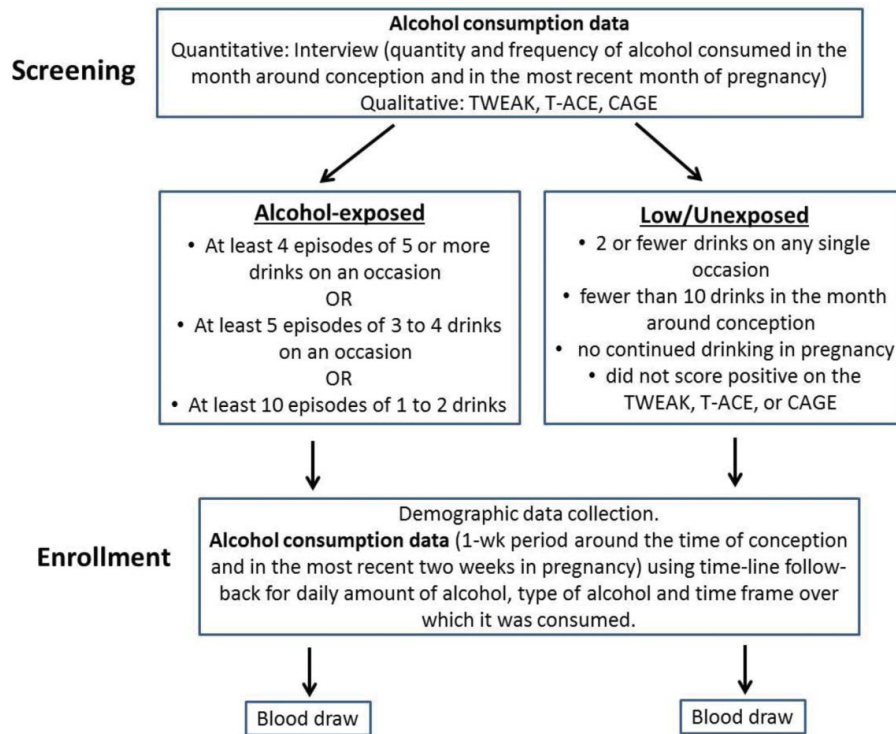 Alcohol consumption data
Quantitative: Interview (quantity and frequency of alcohol consumed in the
month around conception and in the most recent month of pregnancy)
Qualitative: TWEAK, T-ACE, CAGE
Screening
Alcohol-exposed
• At least 4 episodes of 5 or more
drinks on an occasion
OR
• At least 5 episodes of 3 to 4 drinks
on an occasion
OR
• At least 10 episodes of 1 to 2 drinks
Low/Unexposed
• 2 or fewer drinks on any single
occasion
• fewer than 10 drinks in the month
around conception
• no continued drinking in pregnancy
• did not score positive on the
TWEAK, T-ACE, or CAGE
Enrollment
Demographic data collection.
Alcohol consumption data (1-wk period around the time of conception
and in the most recent two weeks in pregnancy) using time-line follow-
back for daily amount of alcohol, type of alcohol and time frame over
which it was consumed.
Blood draw
Blood draw